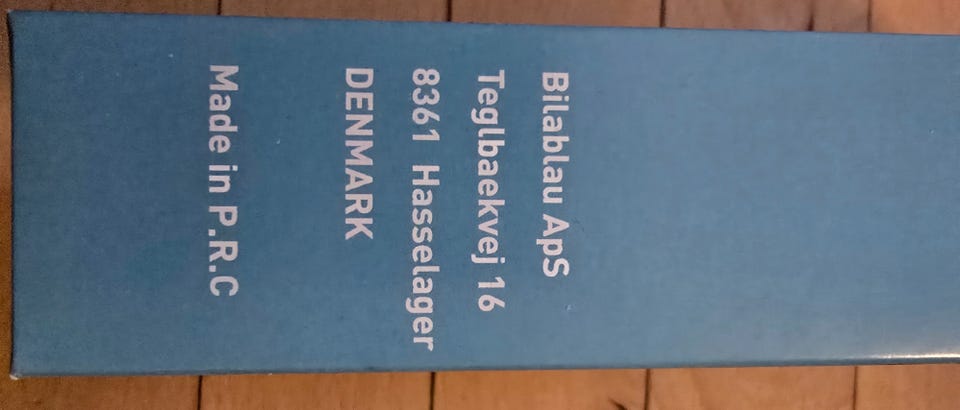 Bilablau ApS
Teglbaekvej 16
8361 Hasselager
DENMARK
Made in P.R.C